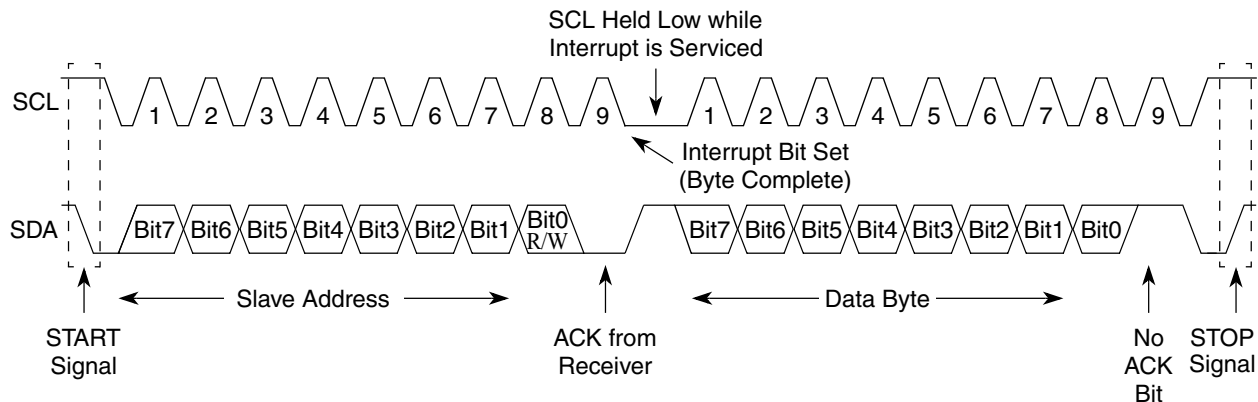 SCL Held Low while
Interrupt is Serviced
SCL
1 2 3 4 5 6 7 8 9 1 2 3 4 5 6 7 8 9
Interrupt Bit Set
(Byte Complete)
SDA
Bit7 Bit6 Bit5 Bit4 Bit3 Bit2 Bit1 Bit0 Bit7 Bit6 Bit5 Bit4 Bit3 Bit2 Bit1 Bit0
R/W
Slave Address
Data Byte
START
Signal
ACK from
Receiver
No
ACK
Bit
STOP
Signal